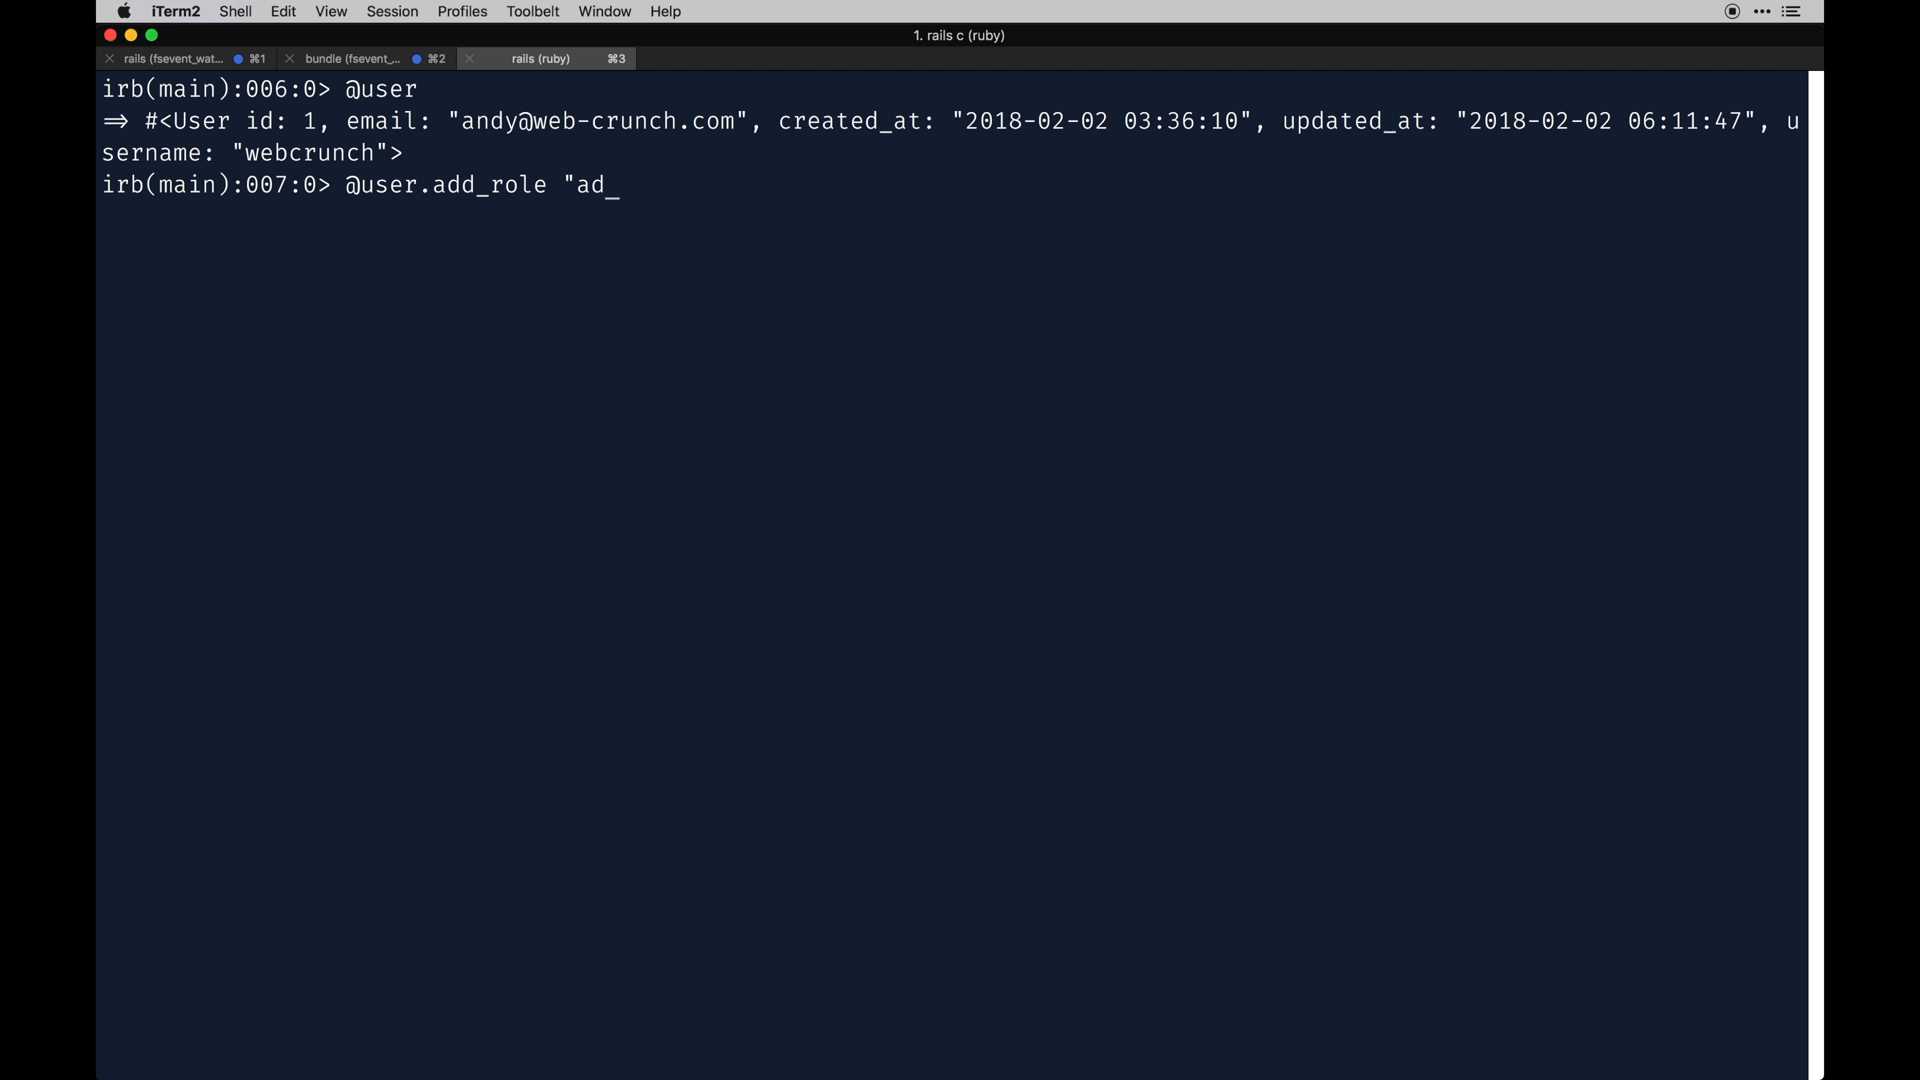 iTerm2 Shell Edit View Session Profiles Toolbelt Window Help
1. rails c (ruby)
rails (fsevent_wat... ⌘1 bundle (fsevent_... ⌘2 rails (ruby) ⌘3
irb(main):006:0> @user
=> #<User id: 1, email: "andy@web-crunch.com", created_at: "2018-02-02 03:36:10", updated_at: "2018-02-02 06:11:47", u
sername: "webcrunch">
irb(main):007:0> @user.add_role "ad_